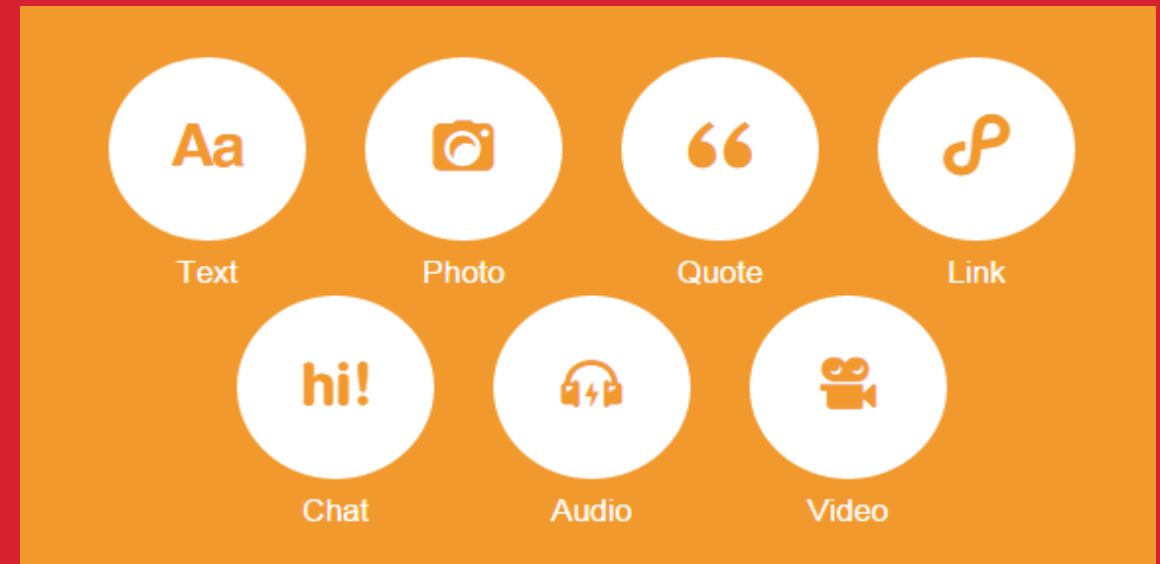 Aa
Text
Photo
Quote
Link
hi!
Chat
Audio
Video